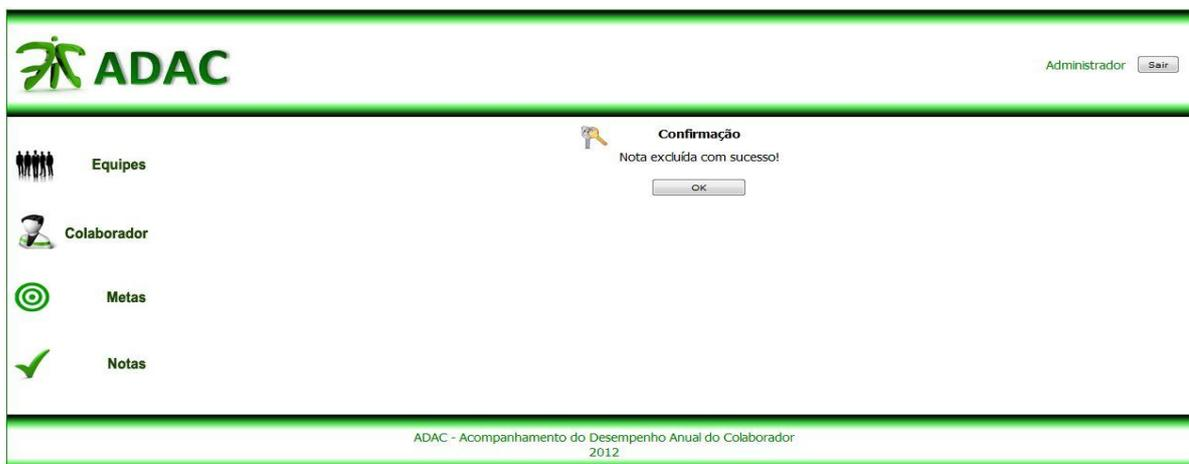 ADAC
Administrador
Sair
Confirmação
Nota excluída com sucesso!
OK
Equipes
Colaborador
Metas
Notas
ADAC - Acompanhamento do Desempenho Anual do Colaborador
2012